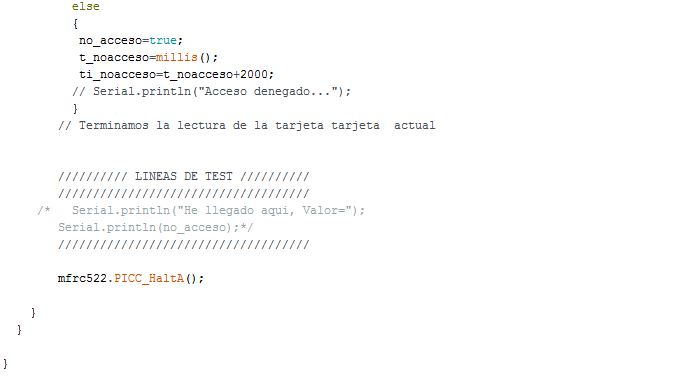 else
{
no_acceso=true;
t_noacceso=millis();
ti_noacceso=t_noacceso+2000;
// Serial.println("Acceso denegado...");
}
// Terminamos la lectura de la tarjeta tarjeta  actual
////////// LINEAS DE TEST //////////
////////////////////////////////////
/*   Serial.println("He llegado aqui, Valor=");
Serial.println(no_acceso);*/
////////////////////////////////////
mfrc522.PICC_HaltA();
}
}
}